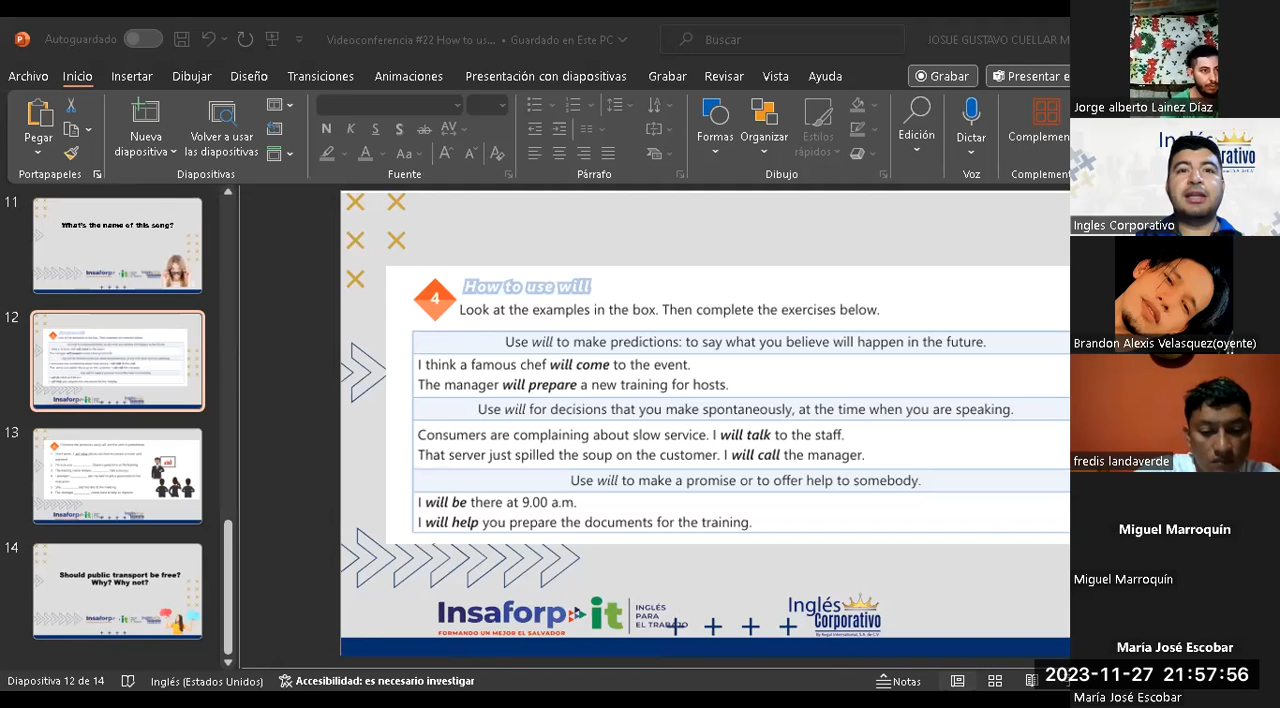 Autoguardado
Videoconferencia #22 How to us... • Guardado en Este PC
Buscar
JOSUE GUSTAVO CUELLAR M
Archivo Inicio Insertar Dibujar Diseño Transiciones Animaciones Presentación con diapositivas Grabar Revisar Vista Ayuda
Grabar
Presentar e
Pegar
Nueva diapositiva
Volver a usar las diapositivas
Formas
Organizar
Estilos rápidos
Edición
Dictar
Complemen
Portapapeles
Diapositivas
Fuente
Párrafo
Dibujo
Voz
Complement
11
What's the name of this song?
Insaforp it
12
13
14
Should public transport be free?
Why? Why not?
4
How to use will
Look at the examples in the box. Then complete the exercises below.
Use will to make predictions: to say what you believe will happen in the future.
I think a famous chef will come to the event.
The manager will prepare a new training for hosts.
Use will for decisions that you make spontaneously, at the time when you are speaking.
Consumers are complaining about slow service. I will talk to the staff.
That server just spilled the soup on the customer. I will call the manager.
Use will to make a promise or to offer help to somebody.
I will be there at 9.00 a.m.
I will help you prepare the documents for the training.
Insaforp it
INGLÉS
PARA
EL TRABAJO
FORMANDO UN MEJOR EL SALVADOR
Inglés
Corporativo
By Regal International, S.A. de C.V
Diapositiva 12 de 14
Inglés (Estados Unidos)
Accesibilidad: es necesario investigar
Notas
Jorge alberto Lainez Díaz
Ingles Corporativo
Brandon Alexis Velasquez(oyente)
fredis landaverde
Miguel Marroquín
Miguel Marroquín
María José Escobar
2023-11-27 21:57:56
María José Escobar